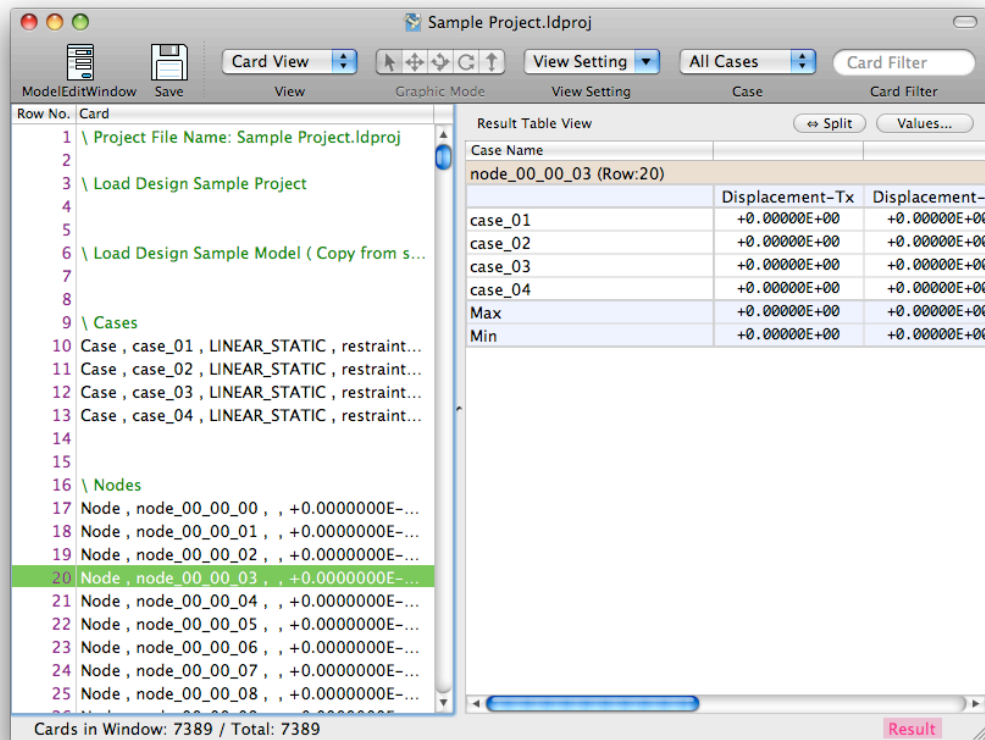 Sample Project.ldproj
Card View
View Setting
All Cases
Card Filter
ModelEditWindow Save View Graphic Mode View Setting Case Card Filter
Row No. Card
1 \ Project File Name: Sample Project.ldproj
2
3 \ Load Design Sample Project
4
5
6 \ Load Design Sample Model ( Copy from s...
7
8
9 \ Cases
10 Case , case_01 , LINEAR_STATIC , restraint...
11 Case , case_02 , LINEAR_STATIC , restraint...
12 Case , case_03 , LINEAR_STATIC , restraint...
13 Case , case_04 , LINEAR_STATIC , restraint...
14
15
16 \ Nodes
17 Node , node_00_00_00 , , +0.0000000E-...
18 Node , node_00_00_01 , , +0.0000000E-...
19 Node , node_00_00_02 , , +0.0000000E-...
20 Node , node_00_00_03 , , +0.0000000E-...
21 Node , node_00_00_04 , , +0.0000000E-...
22 Node , node_00_00_05 , , +0.0000000E-...
23 Node , node_00_00_06 , , +0.0000000E-...
24 Node , node_00_00_07 , , +0.0000000E-...
25 Node , node_00_00_08 , , +0.0000000E-...
Result Table View ⇔ Split Values...
Case Name
node_00_00_03 (Row:20)
Displacement-Tx Displacement-
case_01 +0.00000E+00 +0.00000E+00
case_02 +0.00000E+00 +0.00000E+00
case_03 +0.00000E+00 +0.00000E+00
case_04 +0.00000E+00 +0.00000E+00
Max +0.00000E+00 +0.00000E+00
Min +0.00000E+00 +0.00000E+00
Cards in Window: 7389 / Total: 7389
Result